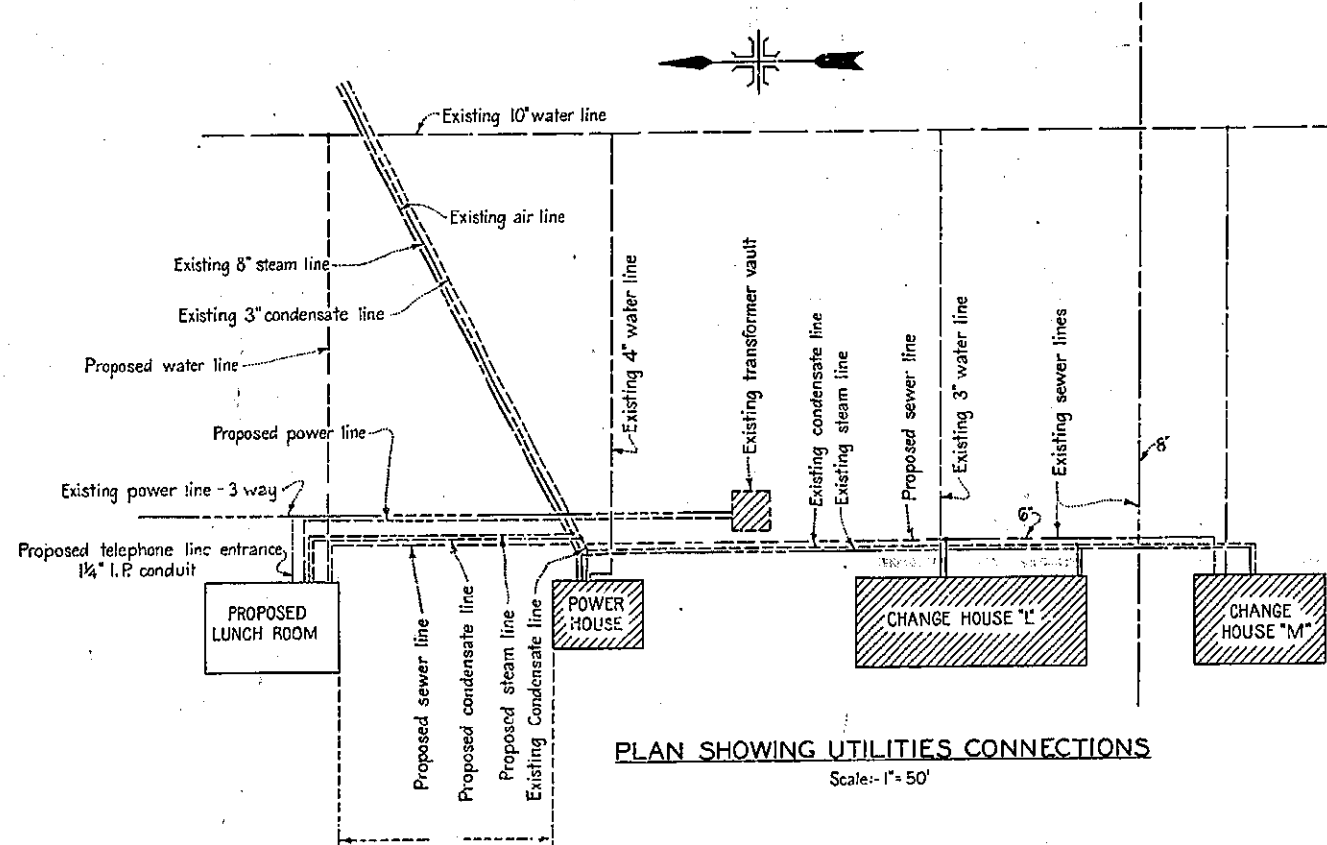 Existing 10" water line
Existing air line
Existing 8" steam line
Existing 3" condensate line
Proposed water line
Proposed power line
Existing power line - 3 way
Proposed telephone line entrance
1¼" I.P. conduit
Existing 4" water line
Existing transformer vault
Existing condensate line
Existing steam line
Proposed sewer line
Existing 3" water line
Existing sewer lines
8"
6"
PROPOSED
LUNCH ROOM
POWER
HOUSE
CHANGE HOUSE "L"
CHANGE
HOUSE "M"
Proposed sewer line
Proposed condensate line
Proposed steam line
Existing Condensate line
PLAN SHOWING UTILITIES CONNECTIONS
Scale:- 1"= 50'